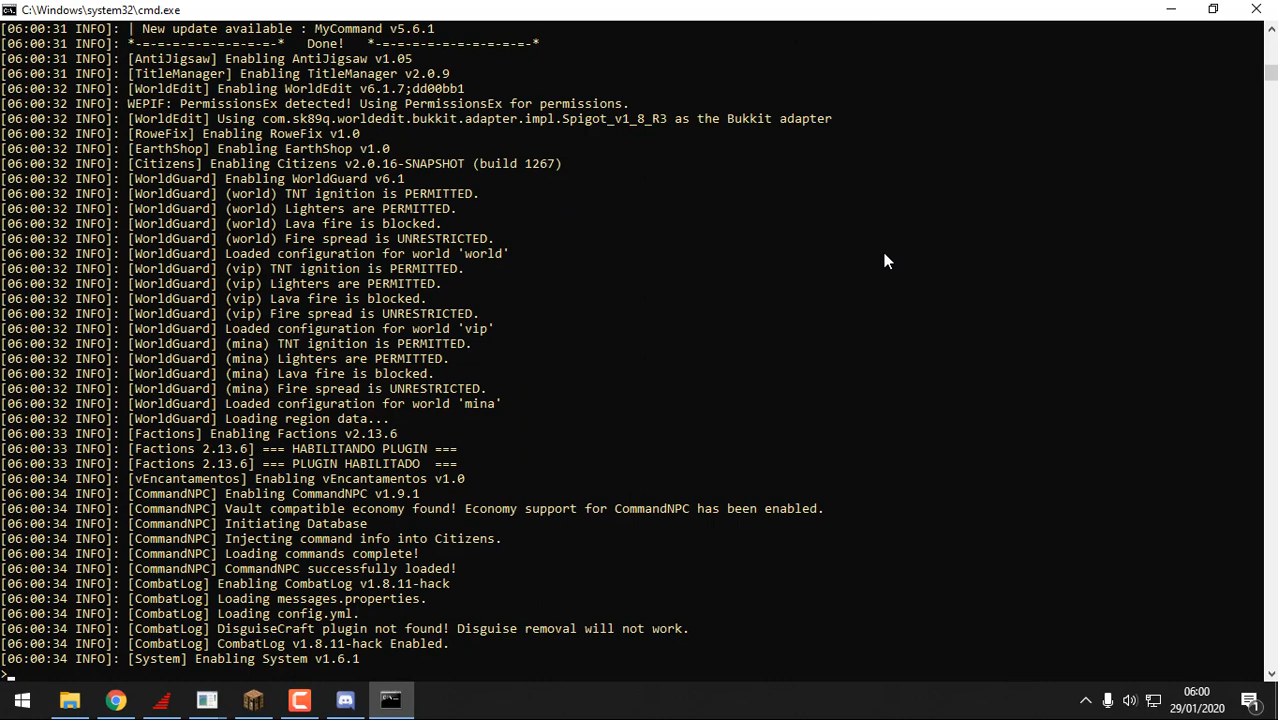 C:\Windows\system32\cmd.exe
[06:00:31 INFO]: | New update available : MyCommand v5.6.1
[06:00:31 INFO]: *-=-=-=-=-=-=-=-=-=-*   Done!   *-=-=-=-=-=-=-=-=-=-=-*
[06:00:31 INFO]: [AntiJigsaw] Enabling AntiJigsaw v1.05
[06:00:31 INFO]: [TitleManager] Enabling TitleManager v2.0.9
[06:00:32 INFO]: [WorldEdit] Enabling WorldEdit v6.1.7;dd00bb1
[06:00:32 INFO]: WEPIF: PermissionsEx detected! Using PermissionsEx for permissions.
[06:00:32 INFO]: [WorldEdit] Using com.sk89q.worldedit.bukkit.adapter.impl.Spigot_v1_8_R3 as the Bukkit adapter
[06:00:32 INFO]: [RoweFix] Enabling RoweFix v1.0
[06:00:32 INFO]: [EarthShop] Enabling EarthShop v1.0
[06:00:32 INFO]: [Citizens] Enabling Citizens v2.0.16-SNAPSHOT (build 1267)
[06:00:32 INFO]: [WorldGuard] Enabling WorldGuard v6.1
[06:00:32 INFO]: [WorldGuard] (world) TNT ignition is PERMITTED.
[06:00:32 INFO]: [WorldGuard] (world) Lighters are PERMITTED.
[06:00:32 INFO]: [WorldGuard] (world) Lava fire is blocked.
[06:00:32 INFO]: [WorldGuard] (world) Fire spread is UNRESTRICTED.
[06:00:32 INFO]: [WorldGuard] Loaded configuration for world 'world'
[06:00:32 INFO]: [WorldGuard] (vip) TNT ignition is PERMITTED.
[06:00:32 INFO]: [WorldGuard] (vip) Lighters are PERMITTED.
[06:00:32 INFO]: [WorldGuard] (vip) Lava fire is blocked.
[06:00:32 INFO]: [WorldGuard] (vip) Fire spread is UNRESTRICTED.
[06:00:32 INFO]: [WorldGuard] Loaded configuration for world 'vip'
[06:00:32 INFO]: [WorldGuard] (mina) TNT ignition is PERMITTED.
[06:00:32 INFO]: [WorldGuard] (mina) Lighters are PERMITTED.
[06:00:32 INFO]: [WorldGuard] (mina) Lava fire is blocked.
[06:00:32 INFO]: [WorldGuard] (mina) Fire spread is UNRESTRICTED.
[06:00:32 INFO]: [WorldGuard] Loaded configuration for world 'mina'
[06:00:32 INFO]: [WorldGuard] Loading region data...
[06:00:33 INFO]: [Factions] Enabling Factions v2.13.6
[06:00:33 INFO]: [Factions 2.13.6] === HABILITANDO PLUGIN ===
[06:00:33 INFO]: [Factions 2.13.6] === PLUGIN HABILITADO  ===
[06:00:34 INFO]: [vEncantamentos] Enabling vEncantamentos v1.0
[06:00:34 INFO]: [CommandNPC] Enabling CommandNPC v1.9.1
[06:00:34 INFO]: [CommandNPC] Vault compatible economy found! Economy support for CommandNPC has been enabled.
[06:00:34 INFO]: [CommandNPC] Initiating Database
[06:00:34 INFO]: [CommandNPC] Injecting command info into Citizens.
[06:00:34 INFO]: [CommandNPC] Loading commands complete!
[06:00:34 INFO]: [CommandNPC] CommandNPC successfully loaded!
[06:00:34 INFO]: [CombatLog] Enabling CombatLog v1.8.11-hack
[06:00:34 INFO]: [CombatLog] Loading messages.properties.
[06:00:34 INFO]: [CombatLog] Loading config.yml.
[06:00:34 INFO]: [CombatLog] DisguiseCraft plugin not found! Disguise removal will not work.
[06:00:34 INFO]: [CombatLog] CombatLog v1.8.11-hack Enabled.
[06:00:34 INFO]: [System] Enabling System v1.6.1
>
06:00
29/01/2020
1